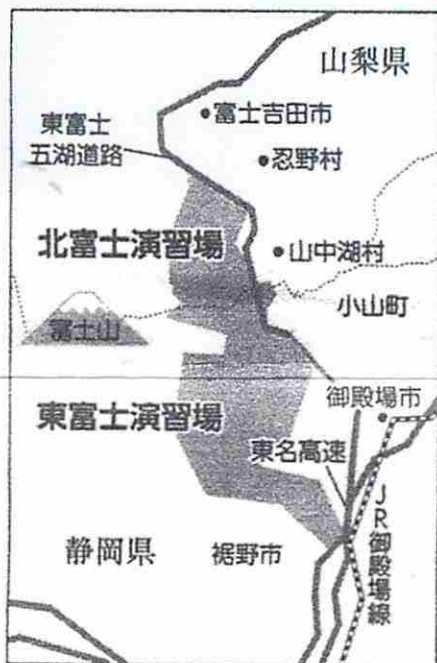 山梨県
富士吉田市
東富士
五湖道路
忍野村
北富士演習場
山中湖村
小山町
富士山
御殿場市
東富士演習場
東名高速
JR御殿場線
静岡県
裾野市